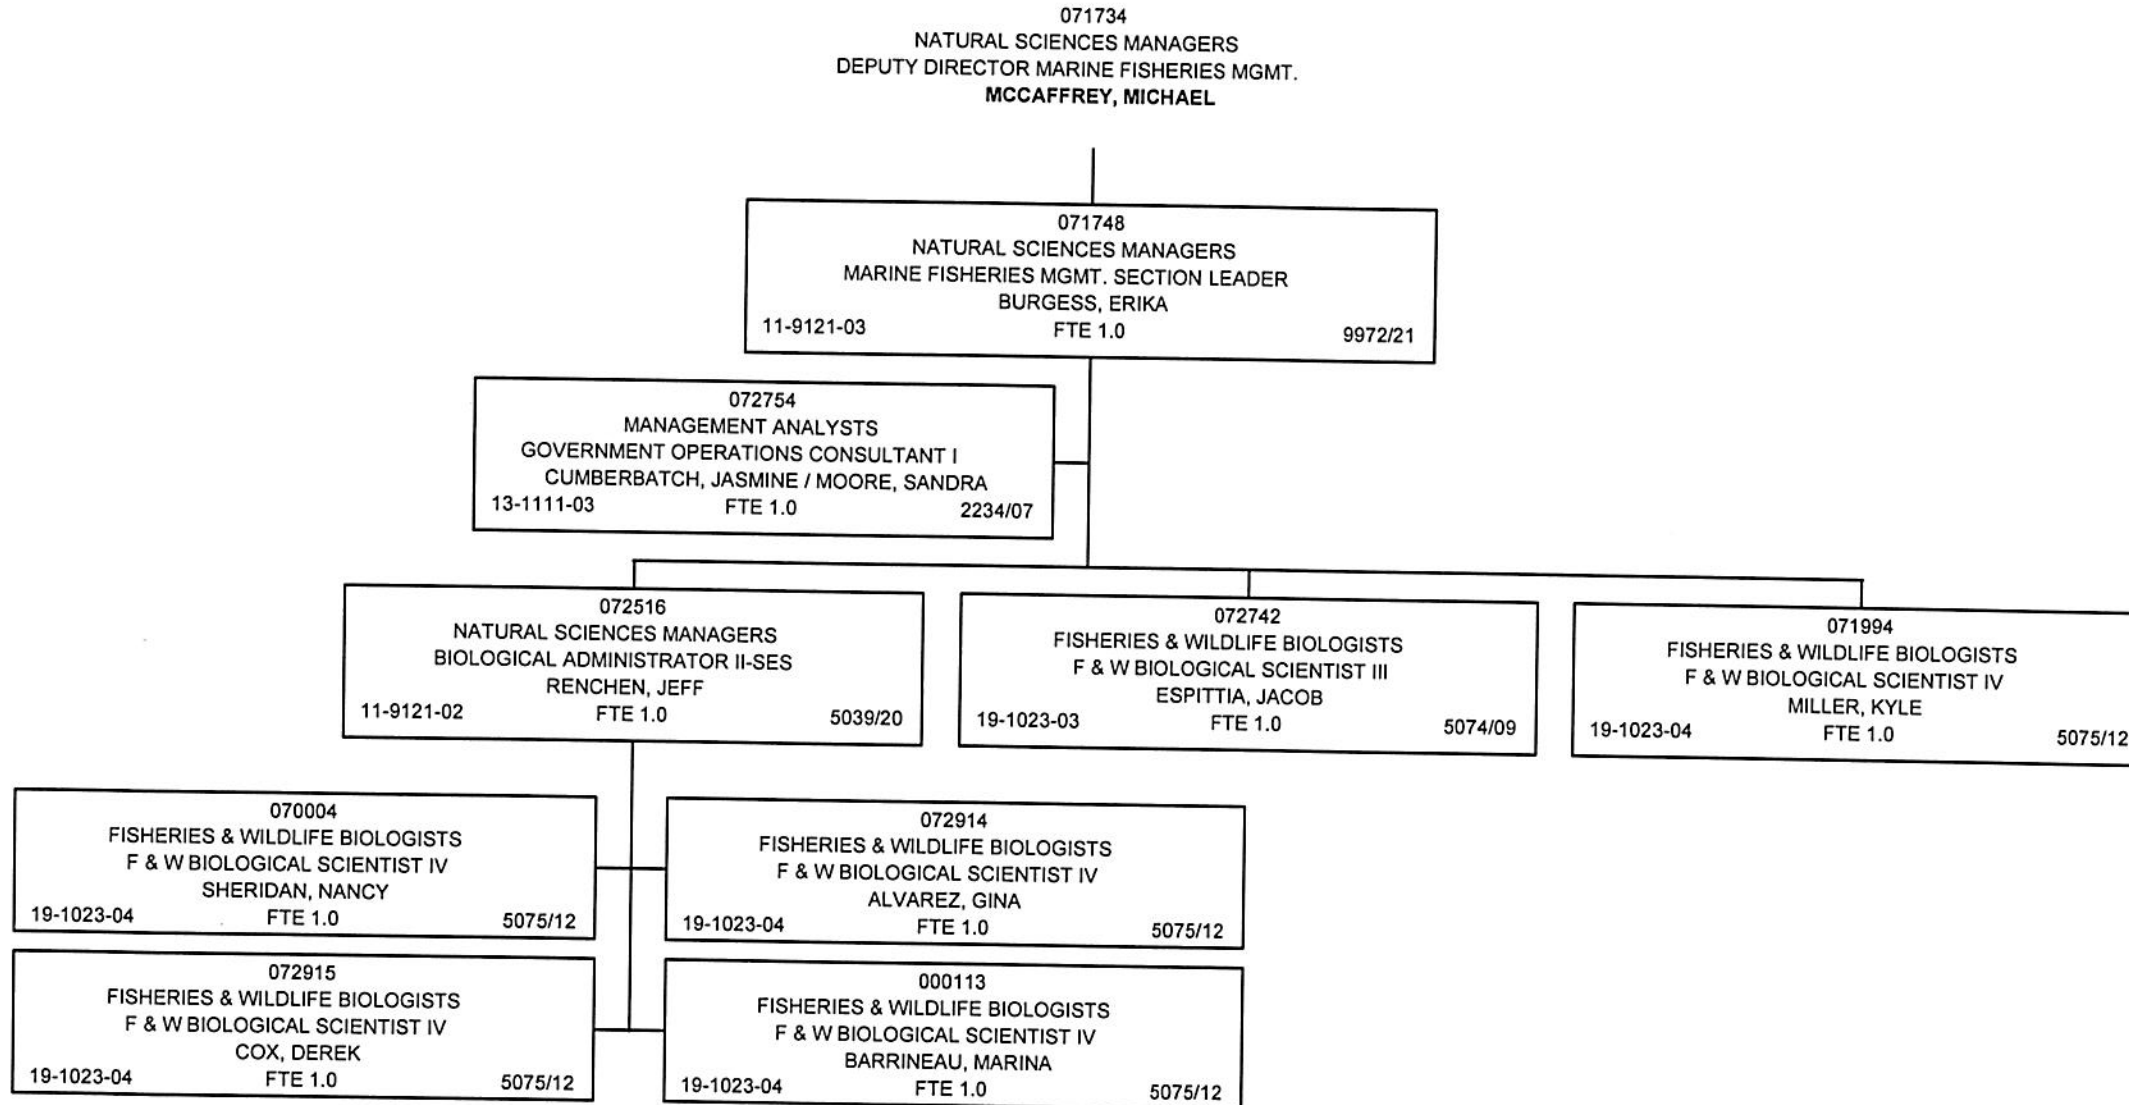 071734
NATURAL SCIENCES MANAGERS
DEPUTY DIRECTOR MARINE FISHERIES MGMT.
MCCAFFREY, MICHAEL
071748
NATURAL SCIENCES MANAGERS
MARINE FISHERIES MGMT. SECTION LEADER
BURGESS, ERIKA
11-9121-03 FTE 1.0 9972/21
072754
MANAGEMENT ANALYSTS
GOVERNMENT OPERATIONS CONSULTANT I
CUMBERBATCH, JASMINE / MOORE, SANDRA
13-1111-03 FTE 1.0 2234/07
072516
NATURAL SCIENCES MANAGERS
BIOLOGICAL ADMINISTRATOR II-SES
RENCHEN, JEFF
11-9121-02 FTE 1.0 5039/20
072742
FISHERIES & WILDLIFE BIOLOGISTS
F & W BIOLOGICAL SCIENTIST III
ESPITTIA, JACOB
19-1023-03 FTE 1.0 5074/09
071994
FISHERIES & WILDLIFE BIOLOGISTS
F & W BIOLOGICAL SCIENTIST IV
MILLER, KYLE
19-1023-04 FTE 1.0 5075/12
070004
FISHERIES & WILDLIFE BIOLOGISTS
F & W BIOLOGICAL SCIENTIST IV
SHERIDAN, NANCY
19-1023-04 FTE 1.0 5075/12
072914
FISHERIES & WILDLIFE BIOLOGISTS
F & W BIOLOGICAL SCIENTIST IV
ALVAREZ, GINA
19-1023-04 FTE 1.0 5075/12
072915
FISHERIES & WILDLIFE BIOLOGISTS
F & W BIOLOGICAL SCIENTIST IV
COX, DEREK
19-1023-04 FTE 1.0 5075/12
000113
FISHERIES & WILDLIFE BIOLOGISTS
F & W BIOLOGICAL SCIENTIST IV
BARRINEAU, MARINA
19-1023-04 FTE 1.0 5075/12